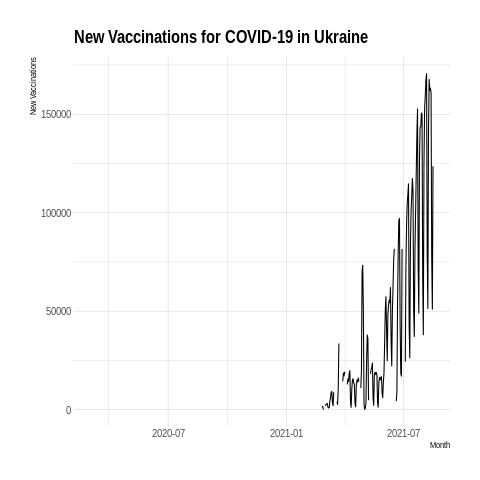 New Vaccinations for COVID-19 in Ukraine
New Vaccinations
150000
100000
50000
0
2020-07
2021-01
2021-07
Month